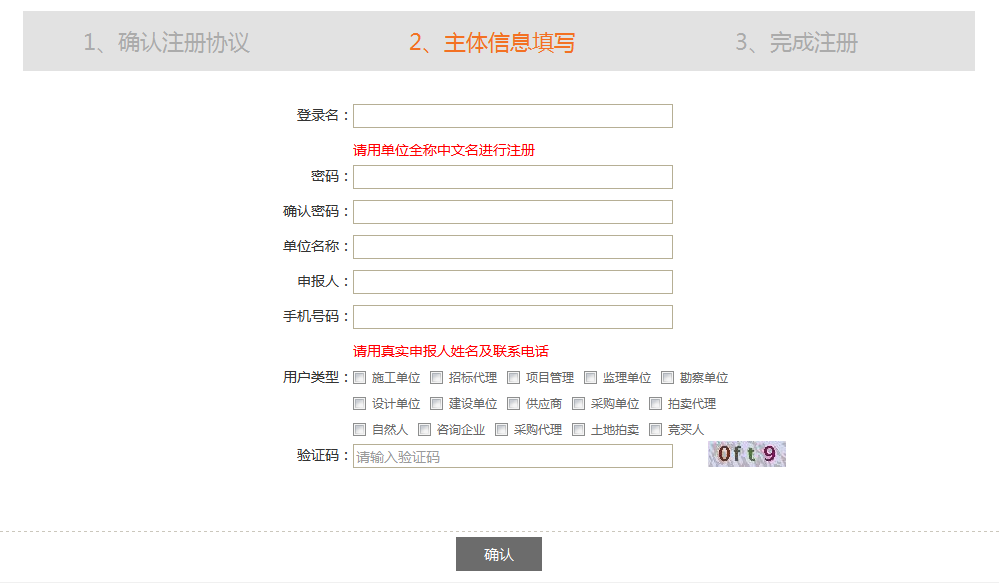 1、确认注册协议 2、主体信息填写 3、完成注册
登录名：
请用单位全称中文名进行注册
密码：
确认密码：
单位名称：
申报人：
手机号码：
请用真实申报人姓名及联系电话
用户类型： 施工单位 招标代理 项目管理 监理单位 勘察单位
设计单位 建设单位 供应商 采购单位 拍卖代理
自然人 咨询企业 采购代理 土地拍卖 竞买人
验证码： 请输入验证码 0ft9
确认